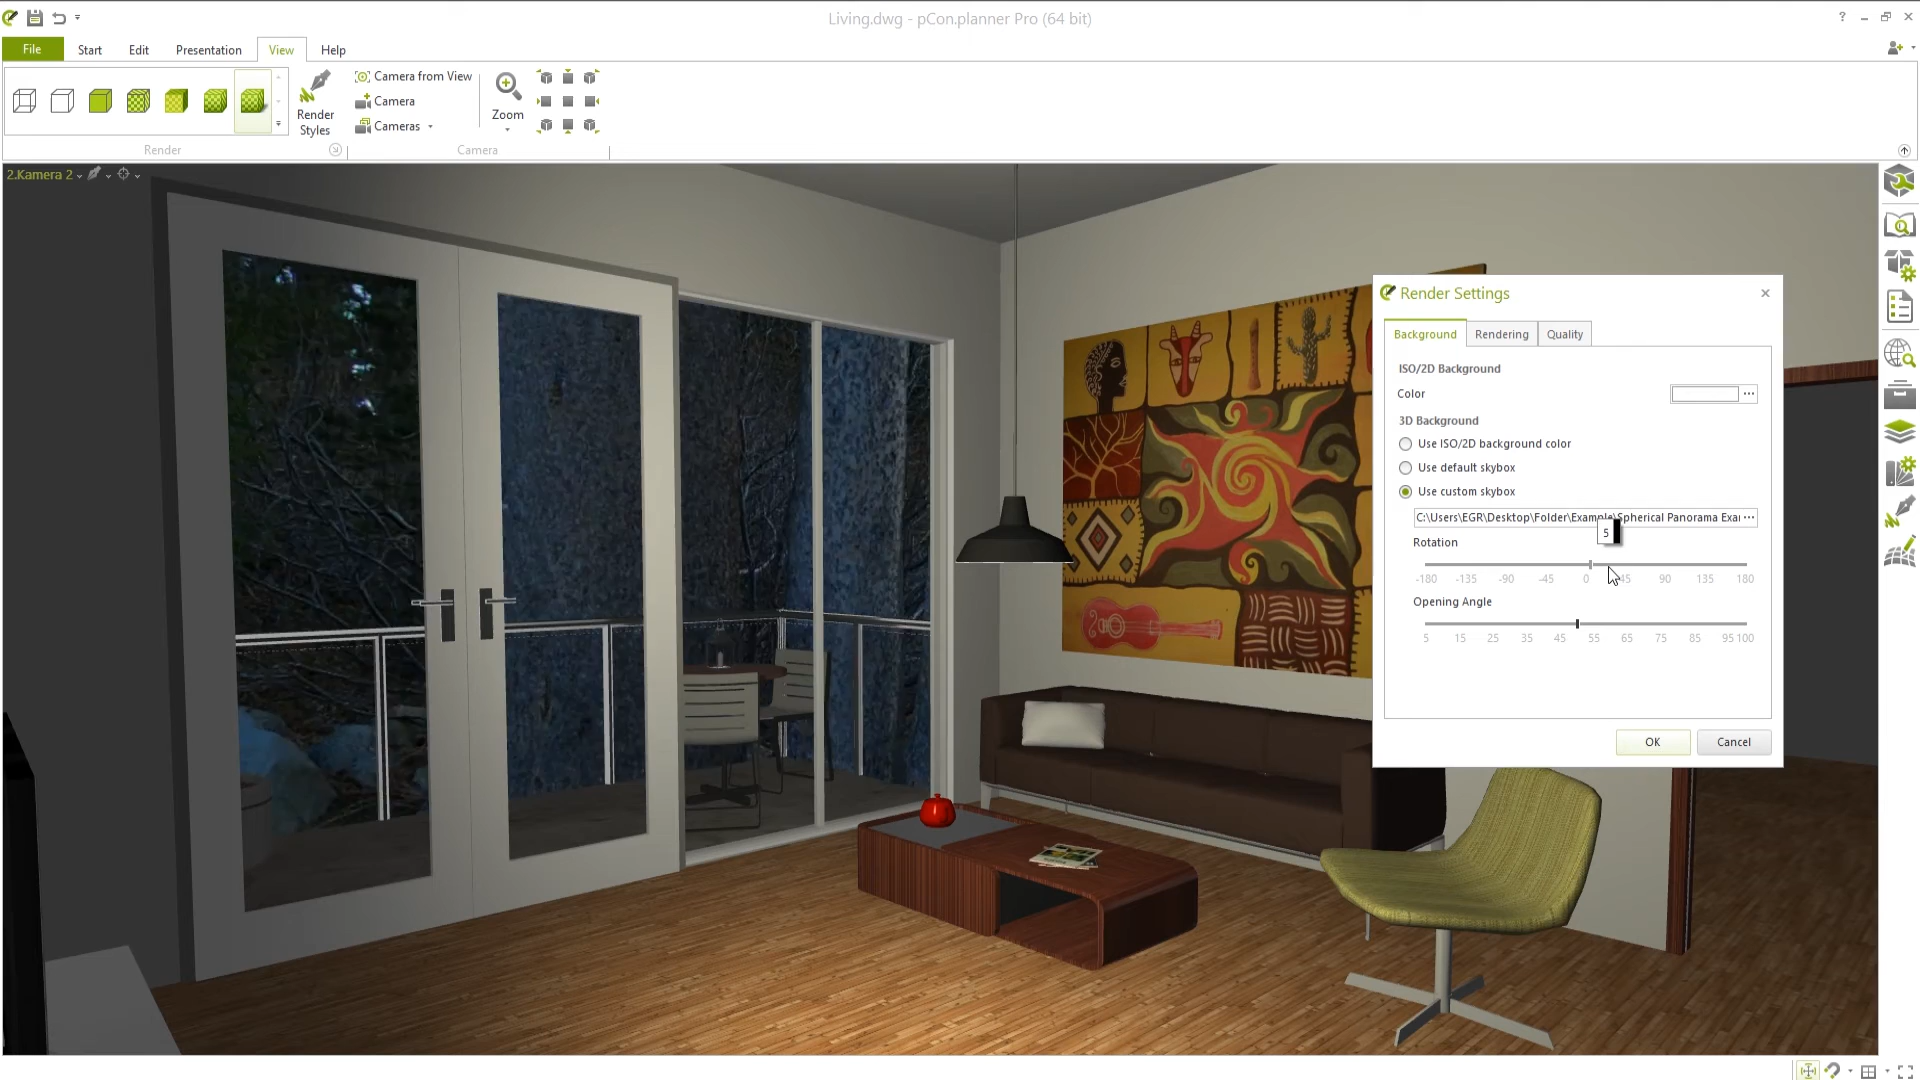 Living.dwg - pCon.planner Pro (64 bit)
?
File Start Edit Presentation View Help
Render
Styles
Camera from View
Camera
Cameras
Zoom
Render
Camera
2.Kamera 2
Render Settings
Background Rendering Quality
ISO/2D Background
Color
3D Background
Use ISO/2D background color
Use default skybox
Use custom skybox
C:\Users\EGR\Desktop\Folder\Example\Spherical Panorama Exa
5
Rotation
-180 -135 -90 -45 0 45 90 135 180
Opening Angle
5 15 25 35 45 55 65 75 85 95 100
OK Cancel